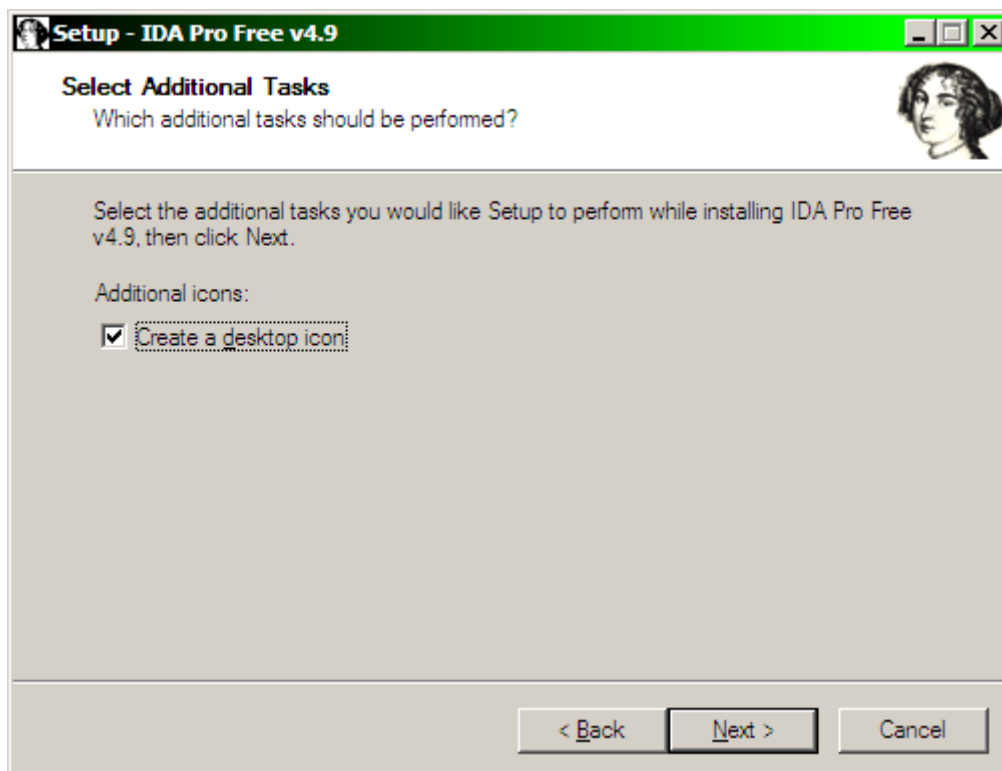 Setup - IDA Pro Free v4.9
Select Additional Tasks
Which additional tasks should be performed?
Select the additional tasks you would like Setup to perform while installing IDA Pro Free
v4.9, then click Next.
Additional icons:
Create a desktop icon
< Back
Next >
Cancel